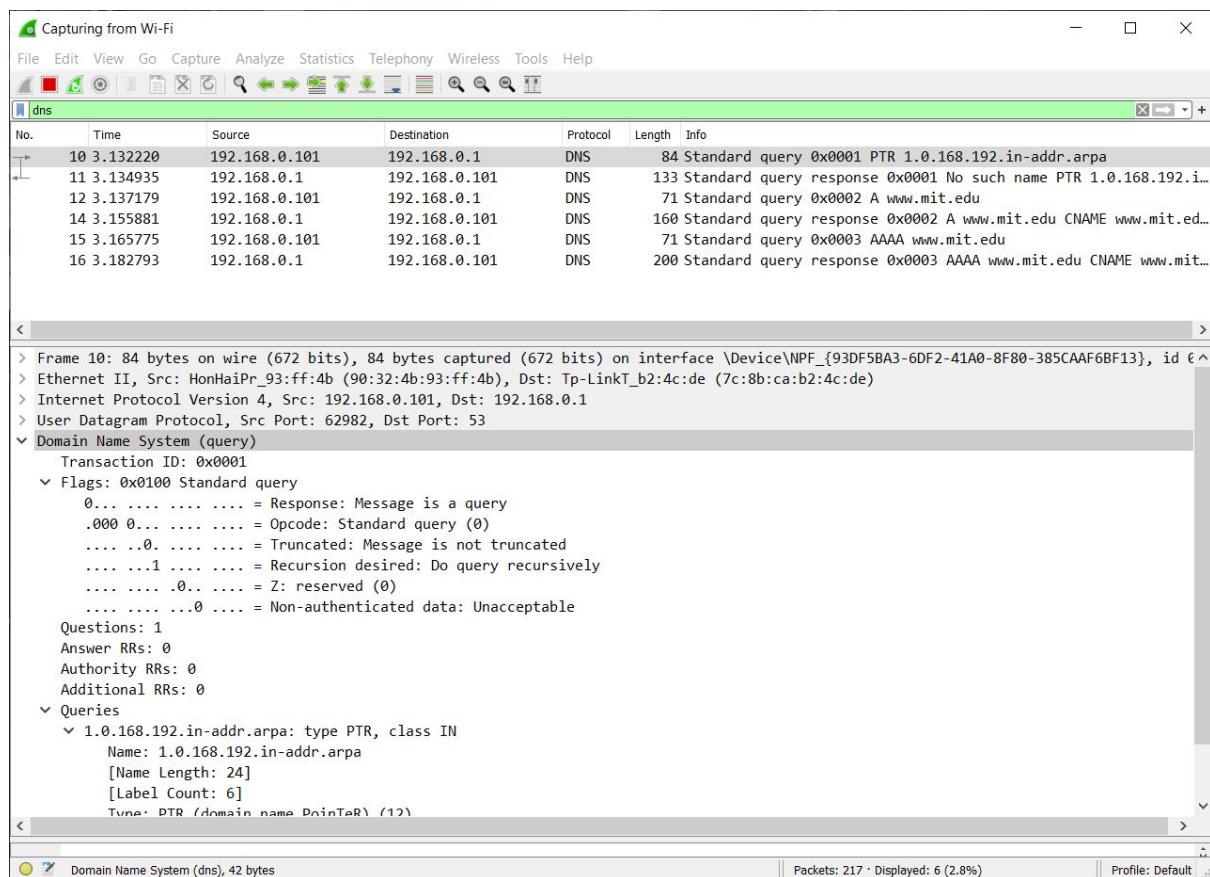 Capturing from Wi-Fi
File Edit View Go Capture Analyze Statistics Telephony Wireless Tools Help
dns
No. Time Source Destination Protocol Length Info
10 3.132220 192.168.0.101 192.168.0.1 DNS 84 Standard query 0x0001 PTR 1.0.168.192.in-addr.arpa
11 3.134935 192.168.0.1 192.168.0.101 DNS 133 Standard query response 0x0001 No such name PTR 1.0.168.192.i…
12 3.137179 192.168.0.101 192.168.0.1 DNS 71 Standard query 0x0002 A www.mit.edu
14 3.155881 192.168.0.1 192.168.0.101 DNS 160 Standard query response 0x0002 A www.mit.edu CNAME www.mit.ed…
15 3.165775 192.168.0.101 192.168.0.1 DNS 71 Standard query 0x0003 AAAA www.mit.edu
16 3.182793 192.168.0.1 192.168.0.101 DNS 200 Standard query response 0x0003 AAAA www.mit.edu CNAME www.mit…
Frame 10: 84 bytes on wire (672 bits), 84 bytes captured (672 bits) on interface \Device\NPF_{93DF5BA3-6DF2-41A0-8F80-385CAAF6BF13}, id
Ethernet II, Src: HonHaiPr_93:ff:4b (90:32:4b:93:ff:4b), Dst: Tp-LinkT_b2:4c:de (7c:8b:ca:b2:4c:de)
Internet Protocol Version 4, Src: 192.168.0.101, Dst: 192.168.0.1
User Datagram Protocol, Src Port: 62982, Dst Port: 53
Domain Name System (query)
Transaction ID: 0x0001
Flags: 0x0100 Standard query
0... .... .... .... = Response: Message is a query
.000 0... .... .... = Opcode: Standard query (0)
.... ..0. .... .... = Truncated: Message is not truncated
.... ...1 .... .... = Recursion desired: Do query recursively
.... .... .0.. .... = Z: reserved (0)
.... .... ...0 .... = Non-authenticated data: Unacceptable
Questions: 1
Answer RRs: 0
Authority RRs: 0
Additional RRs: 0
Queries
1.0.168.192.in-addr.arpa: type PTR, class IN
Name: 1.0.168.192.in-addr.arpa
[Name Length: 24]
[Label Count: 6]
Type: PTR (domain name PoinTeR) (12)
Domain Name System (dns), 42 bytes Packets: 217 · Displayed: 6 (2.8%) Profile: Default